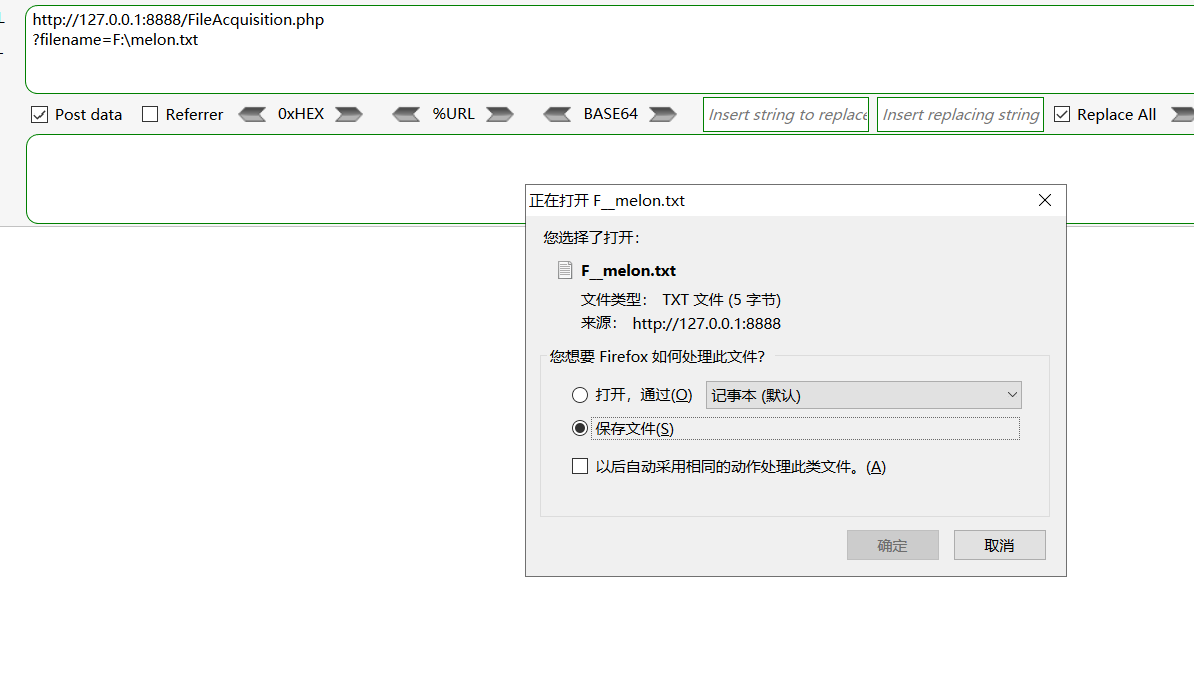 http://127.0.0.1:8888/FileAcquisition.php
?filename=F:\melon.txt
Post data Referrer 0xHEX %URL BASE64 Insert string to replace Insert replacing string Replace All
正在打开 F__melon.txt
您选择了打开：
F__melon.txt
文件类型： TXT 文件 (5 字节)
来源： http://127.0.0.1:8888
您想要 Firefox 如何处理此文件？
打开，通过(O) 记事本 (默认)
保存文件(S)
以后自动采用相同的动作处理此类文件。(A)
确定 取消